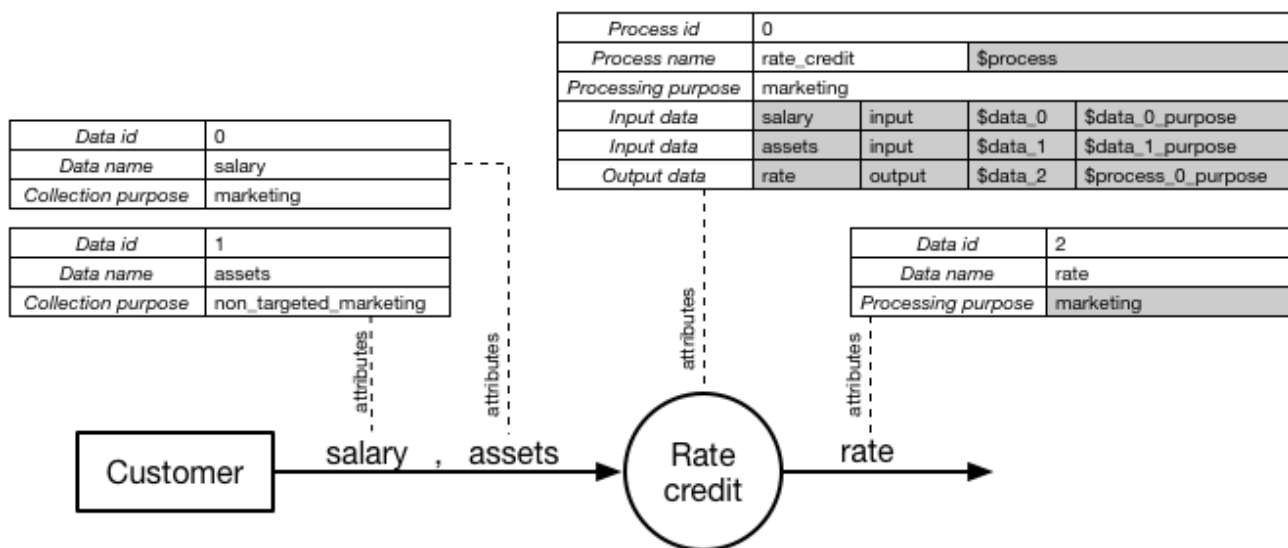 Process id 0
Process name rate_credit $process
Processing purpose marketing
Input data salary input $data_0 $data_0_purpose
Input data assets input $data_1 $data_1_purpose
Output data rate output $data_2 $process_0_purpose
Data id 0
Data name salary
Collection purpose marketing
Data id 1
Data name assets
Collection purpose non_targeted_marketing
Data id 2
Data name rate
Processing purpose marketing
attributes
attributes
attributes
attributes
Customer
salary , assets
Rate
credit
rate